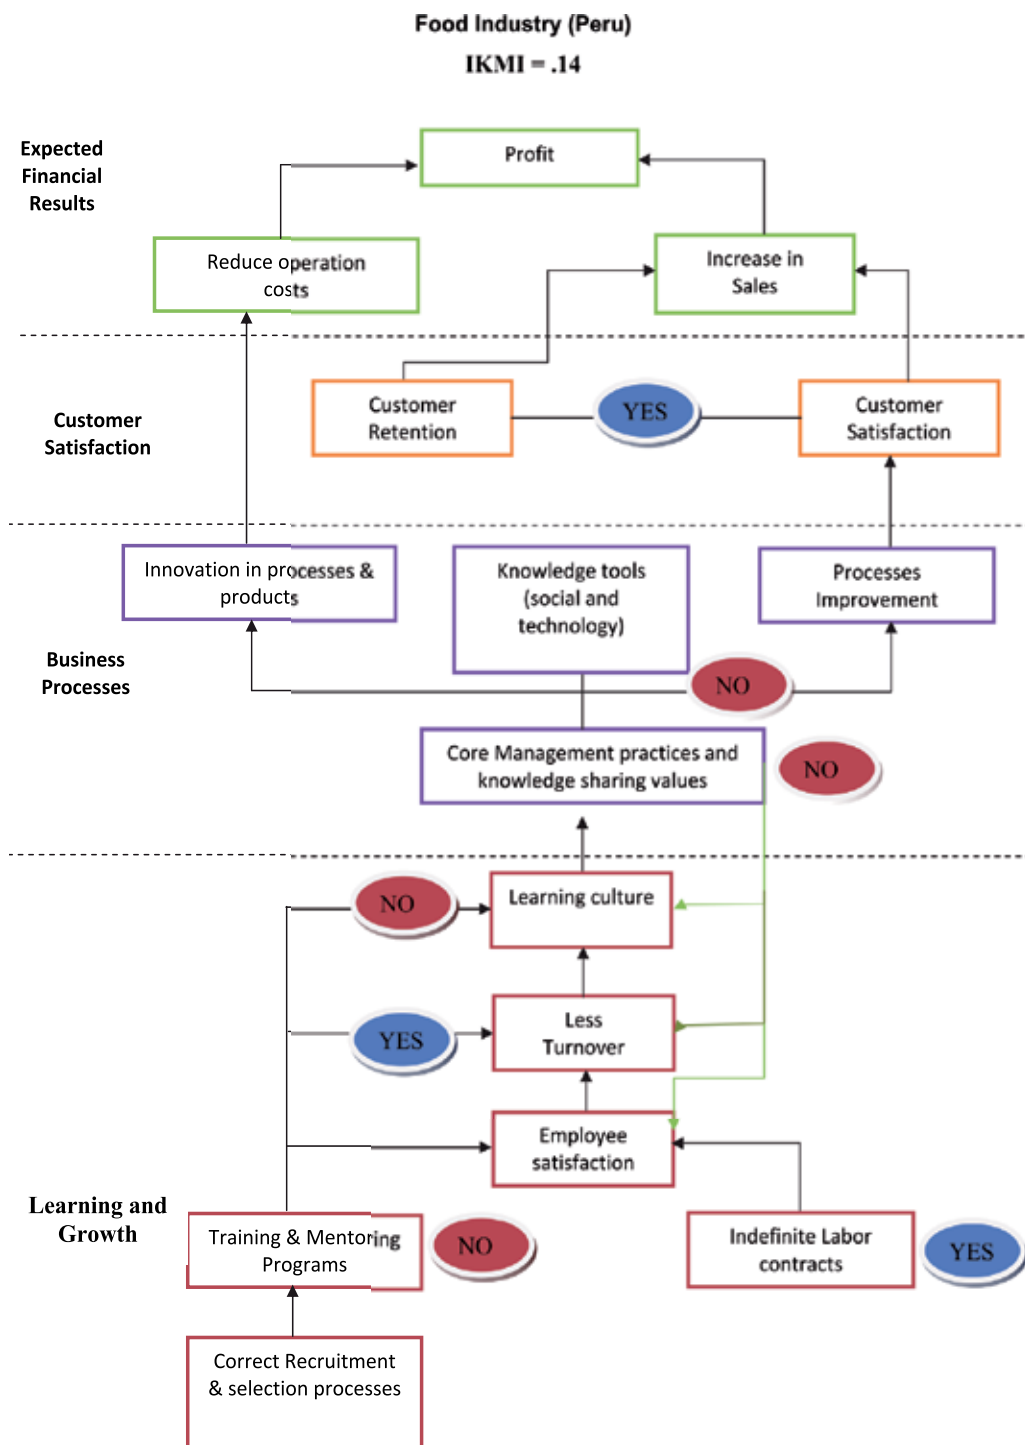 Food Industry (Peru)
IKMI = .14
Expected
Financial
Results
Profit
Reduce operation
costs
Increase in
Sales
Customer
Satisfaction
Customer
Retention
YES
Customer
Satisfaction
Business
Processes
Innovation in processes &
products
Knowledge tools
(social and
technology)
Processes
Improvement
NO
Core Management practices and
knowledge sharing values
NO
Learning and
Growth
NO
Learning culture
YES
Less
Turnover
Employee
satisfaction
Training & Mentoring
Programs
NO
Indefinite Labor
contracts
YES
Correct Recruitment
& selection processes